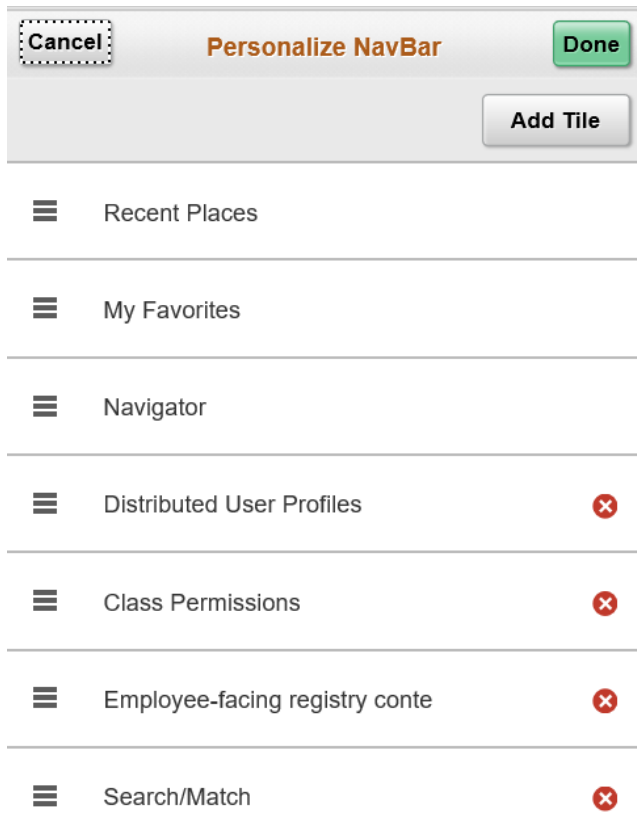 Cancel
Personalize NavBar
Done
Add Tile
Recent Places
My Favorites
Navigator
Distributed User Profiles
Class Permissions
Employee-facing registry conte
Search/Match